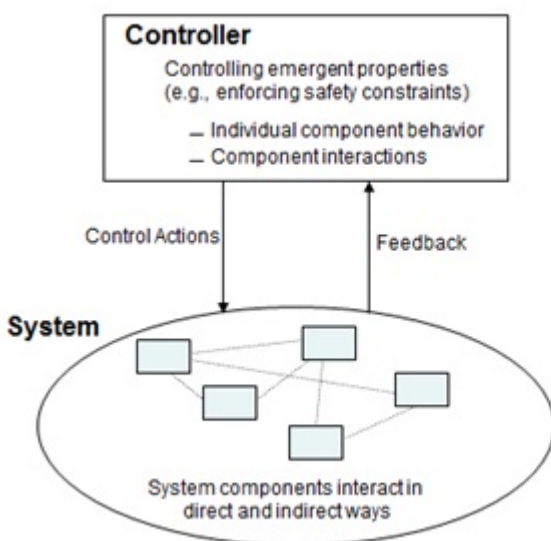 Controller
Controlling emergent properties
(e.g., enforcing safety constraints)
– Individual component behavior
– Component interactions
Control Actions
Feedback
System
System components interact in
direct and indirect ways